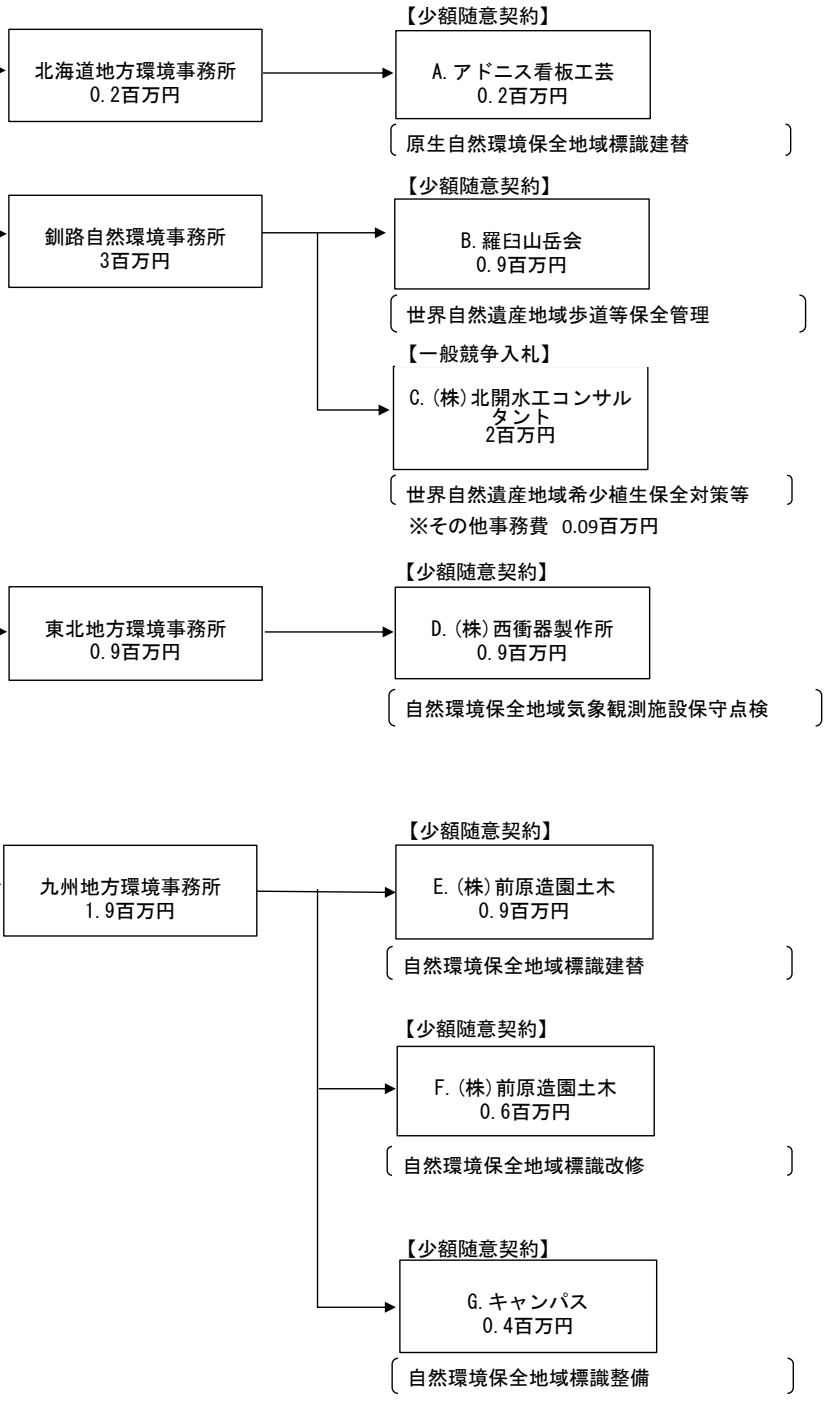 【少額随意契約】
北海道地方環境事務所
0.2百万円
A.アドニス看板工芸
0.2百万円
原生自然環境保全地域標識建替
【少額随意契約】
釧路自然環境事務所
3百万円
B.羅臼山岳会
0.9百万円
世界自然遺産地域歩道等保全管理
【一般競争入札】
C.(株)北開水工コンサル
タント
2百万円
世界自然遺産地域希少植生保全対策等
※その他事務費 0.09百万円
【少額随意契約】
東北地方環境事務所
0.9百万円
D.(株)西衝器製作所
0.9百万円
自然環境保全地域気象観測施設保守点検
【少額随意契約】
九州地方環境事務所
1.9百万円
E.(株)前原造園土木
0.9百万円
自然環境保全地域標識建替
【少額随意契約】
F.(株)前原造園土木
0.6百万円
自然環境保全地域標識改修
【少額随意契約】
G.キャンパス
0.4百万円
自然環境保全地域標識整備